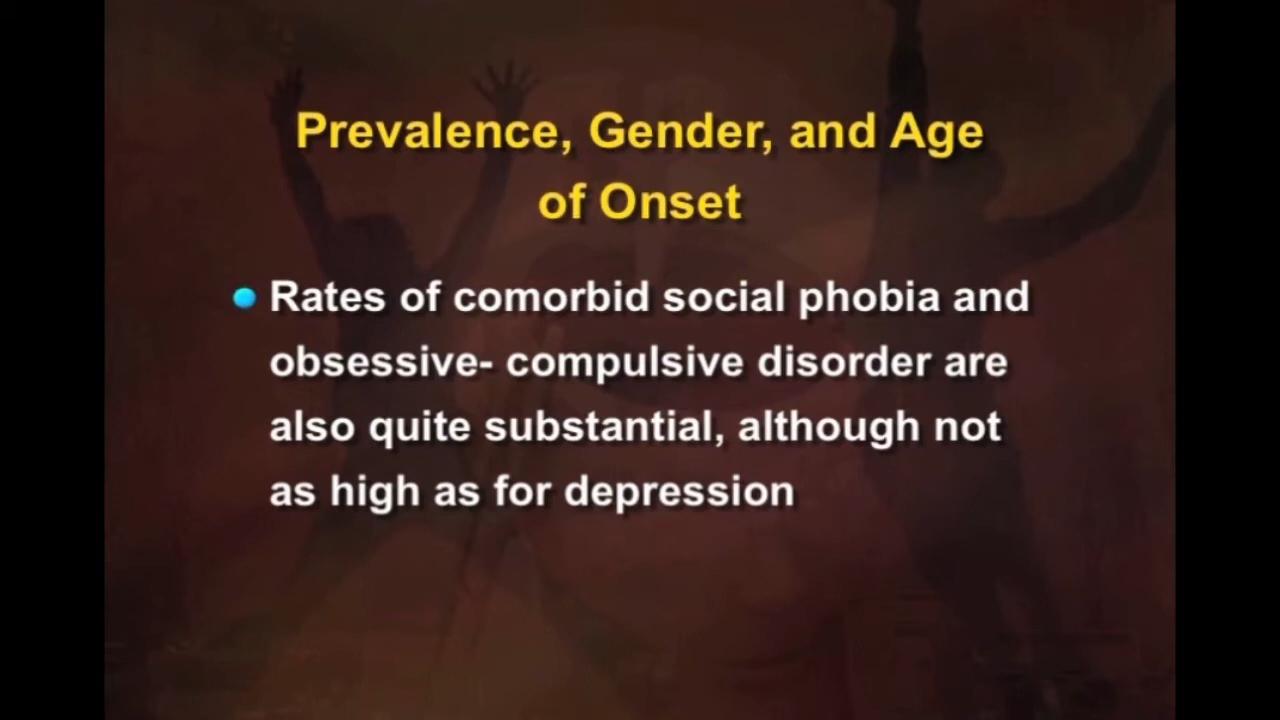 Prevalence, Gender, and Age
of Onset
Rates of comorbid social phobia and
obsessive- compulsive disorder are
also quite substantial, although not
as high as for depression